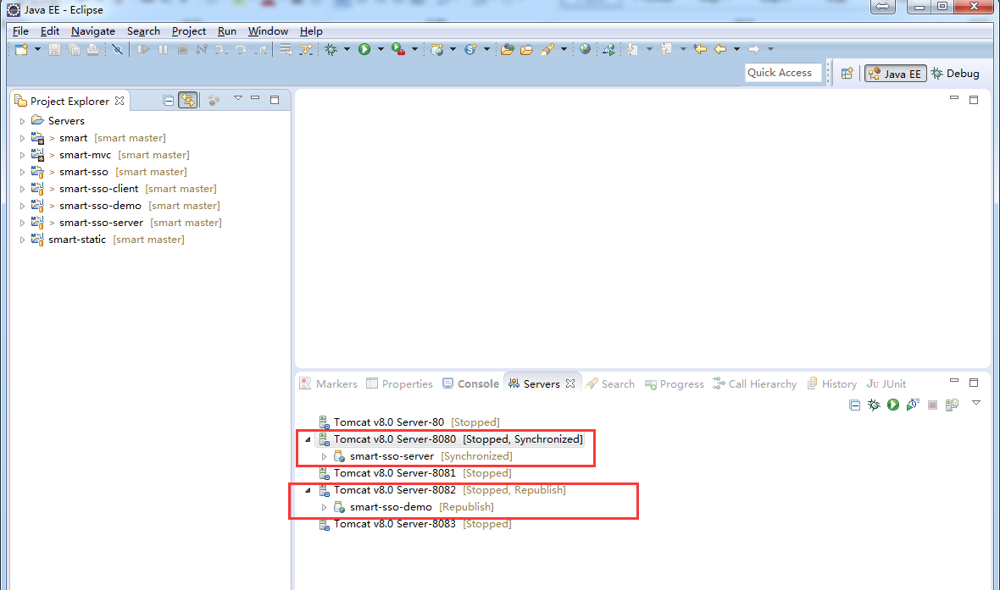 Java EE - Eclipse
File Edit Navigate Search Project Run Window Help
Quick Access
Java EE
Debug
Project Explorer
Servers
> smart [smart master]
> smart-mvc [smart master]
> smart-sso [smart master]
> smart-sso-client [smart master]
> smart-sso-demo [smart master]
> smart-sso-server [smart master]
smart-static [smart master]
Markers Properties Console Servers Search Progress Call Hierarchy History Ju JUnit
Tomcat v8.0 Server-80 [Stopped]
Tomcat v8.0 Server-8080 [Stopped, Synchronized]
smart-sso-server [Synchronized]
Tomcat v8.0 Server-8081 [Stopped]
Tomcat v8.0 Server-8082 [Stopped, Republish]
smart-sso-demo [Republish]
Tomcat v8.0 Server-8083 [Stopped]